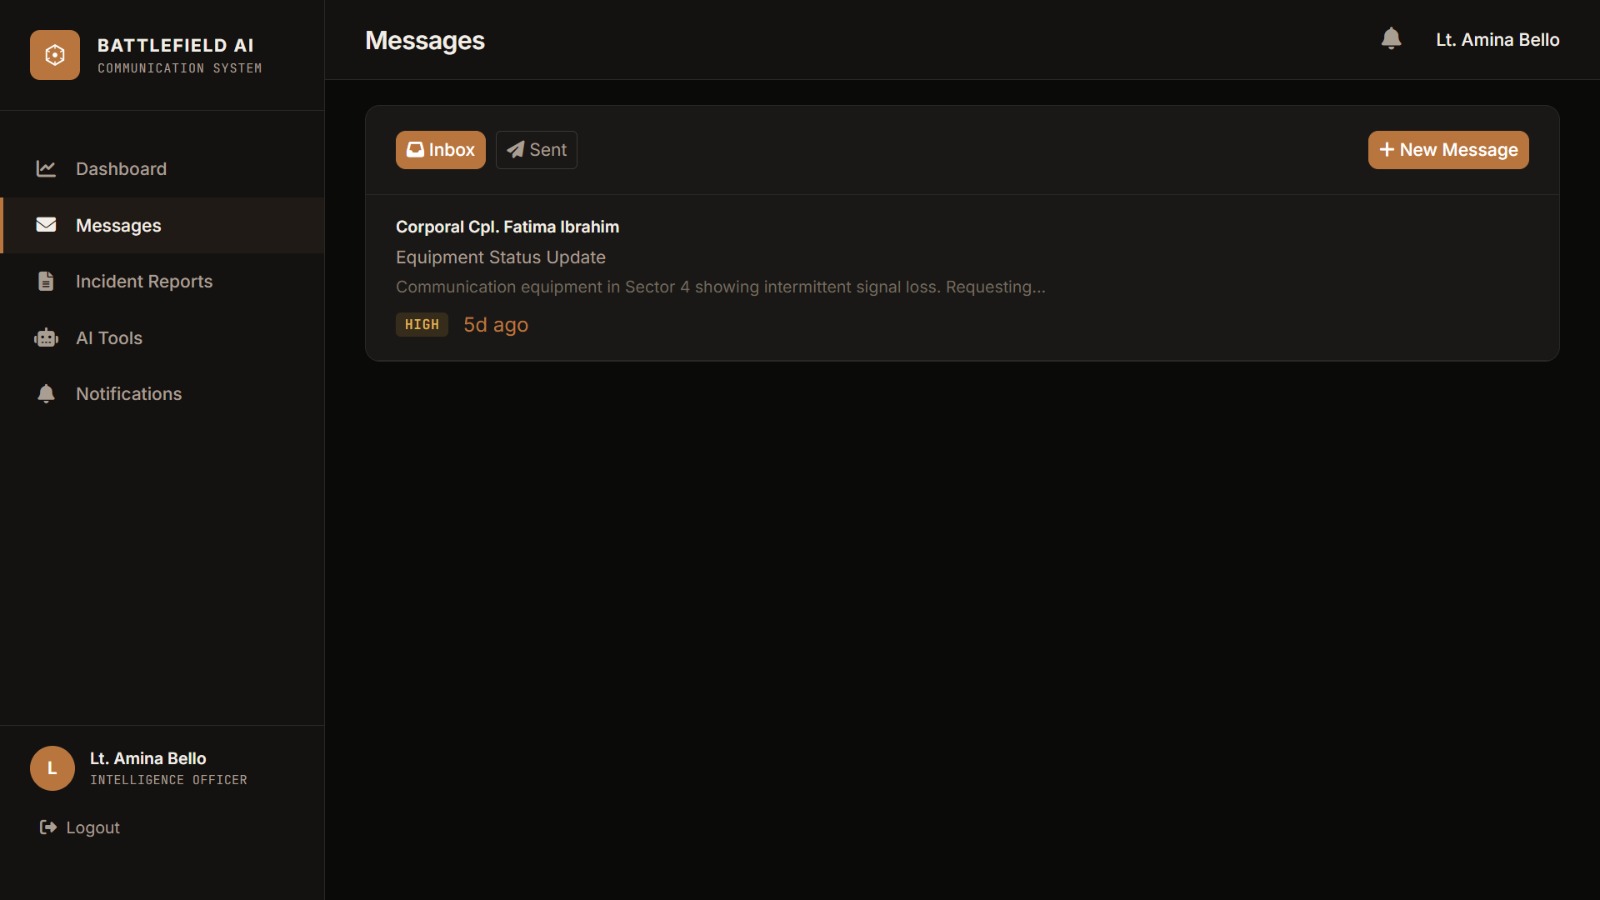 BATTLEFIELD AI
COMMUNICATION SYSTEM
Dashboard
Messages
Incident Reports
AI Tools
Notifications
L
Lt. Amina Bello
INTELLIGENCE OFFICER
Logout
Messages
Lt. Amina Bello
Inbox
Sent
New Message
Corporal Cpl. Fatima Ibrahim
Equipment Status Update
Communication equipment in Sector 4 showing intermittent signal loss. Requesting...
HIGH
5d ago